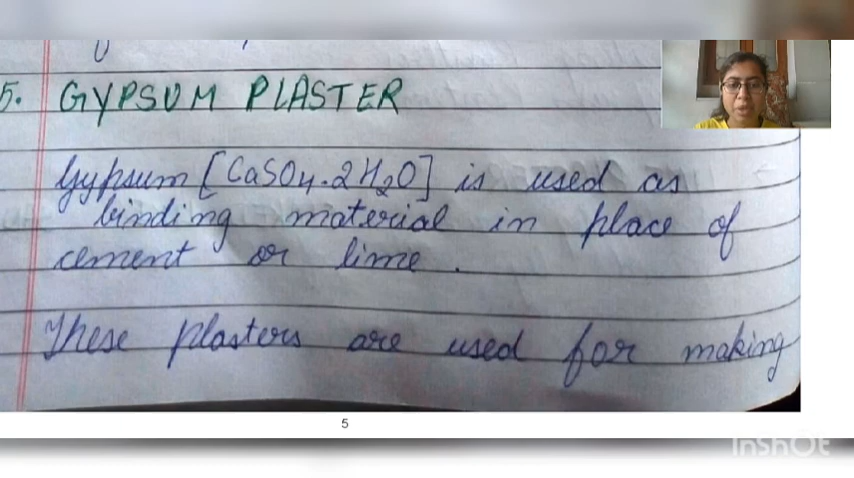 5. GYPSUM PLASTER
Gypsum [CaSO4.2H2O] is used as
binding material in place of
cement or lime.
These plasters are used for making
5
InShOt